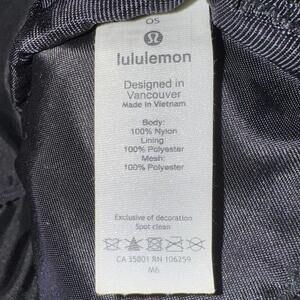 OS
lululemon
Designed in
Vancouver
Made in Vietnam
Body:
100% Nylon
Lining
100% Polyester
Mesh:
100% Polyester
Exclusive of decoration
Spot clean
CA 35801 RN 106259
M6